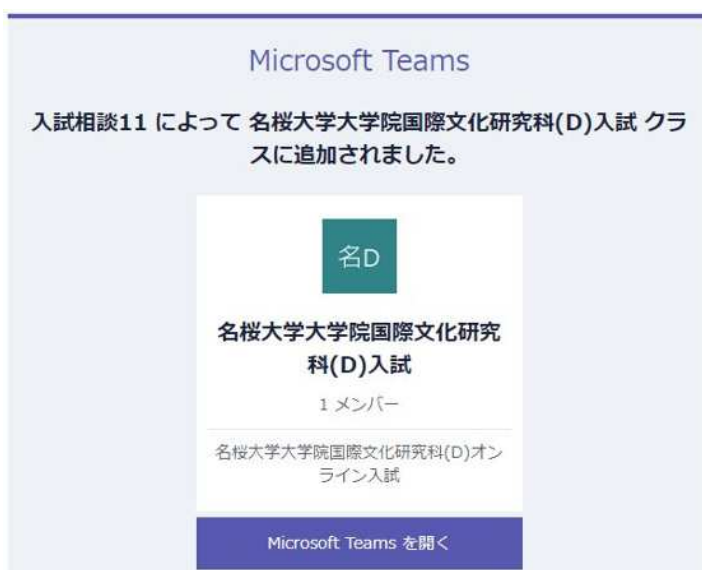 Microsoft Teams
入試相談11 によって 名桜大学大学院国際文化研究科(D)入試 クラ
スに追加されました。
名D
名桜大学大学院国際文化研究
科(D)入試
1 メンバー
名桜大学大学院国際文化研究科(D)オン
ライン入試
Microsoft Teams を開く